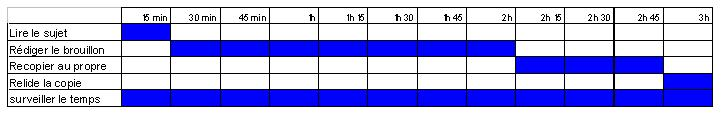 15 min 30 min 45 min 1h 1h 15 1h 30 1h 45 2h 2h 15 2h 30 2h 45 3h
Lire le sujet
Rédiger le brouillon
Recopier au propre
Relide la copie
surveiller le temps